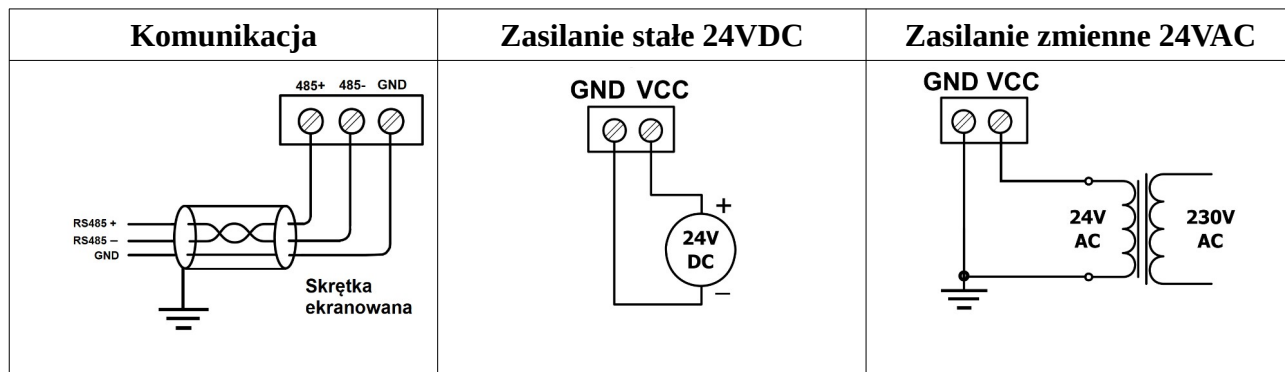 Komunikacja
Zasilanie stałe 24VDC
Zasilanie zmienne 24VAC
485+ 485- GND
RS485 +
RS485 –
GND
Skrętka
ekranowana
GND VCC
+
24V
DC
–
GND VCC
24V
AC
230V
AC